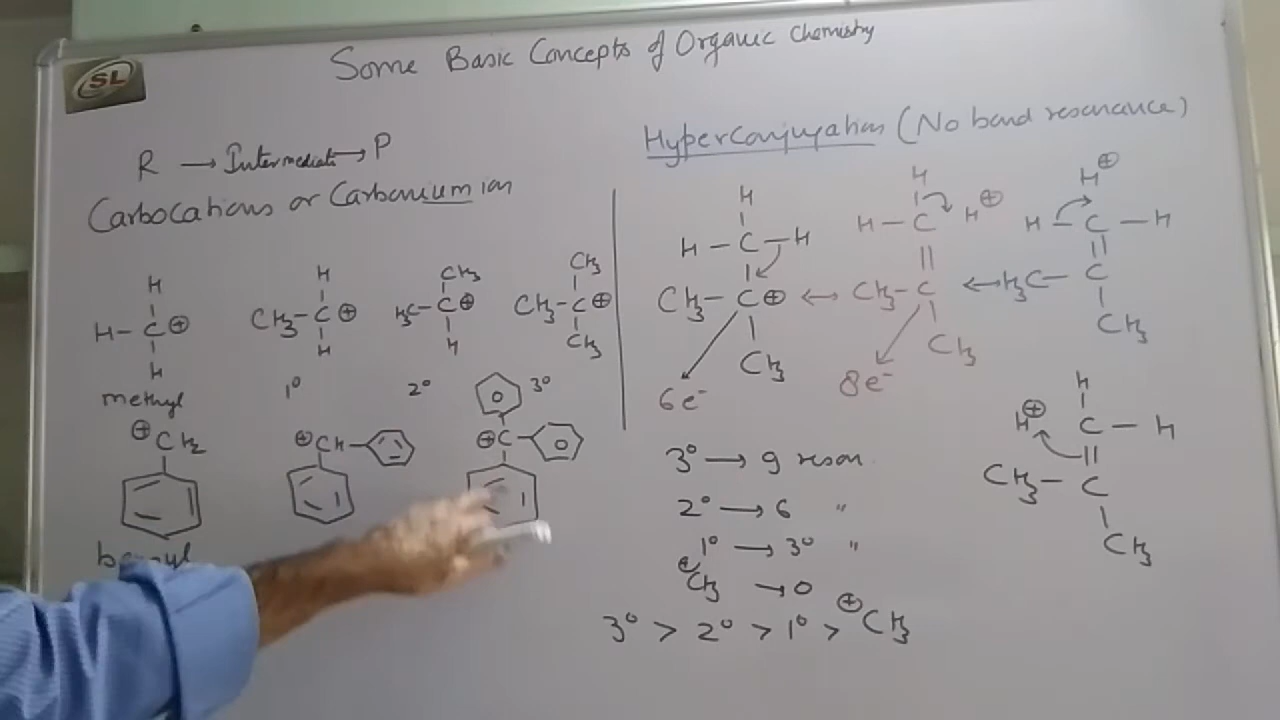 Some Basic Concepts of Organic Chemistry
SL
R → Intermediate → P
Carbocations or Carbonium ion
H
H – C ⊕
H
methyl
H
CH3 – C ⊕
H
1°
CH3
H3C – C ⊕
H
2°
CH3
CH3 – C ⊕
CH3
3°
⊕ CH2
⊕ CH –
⊕ C –
Hyperconjugation (No bond resonance)
H
H – C – H
CH3 – C ⊕ ↔
CH3
6e-
H
H – C H ⊕
||
CH3 – C ↔
CH3
8e-
H ⊕
H – C – H
||
H3C – C
CH3
H
H ⊕ C – H
||
CH3 – C
CH3
3° → 9 reson
2° → 6 "
1° → 3° "
⊕ CH3 → 0
3° > 2° > 1° > ⊕ CH3